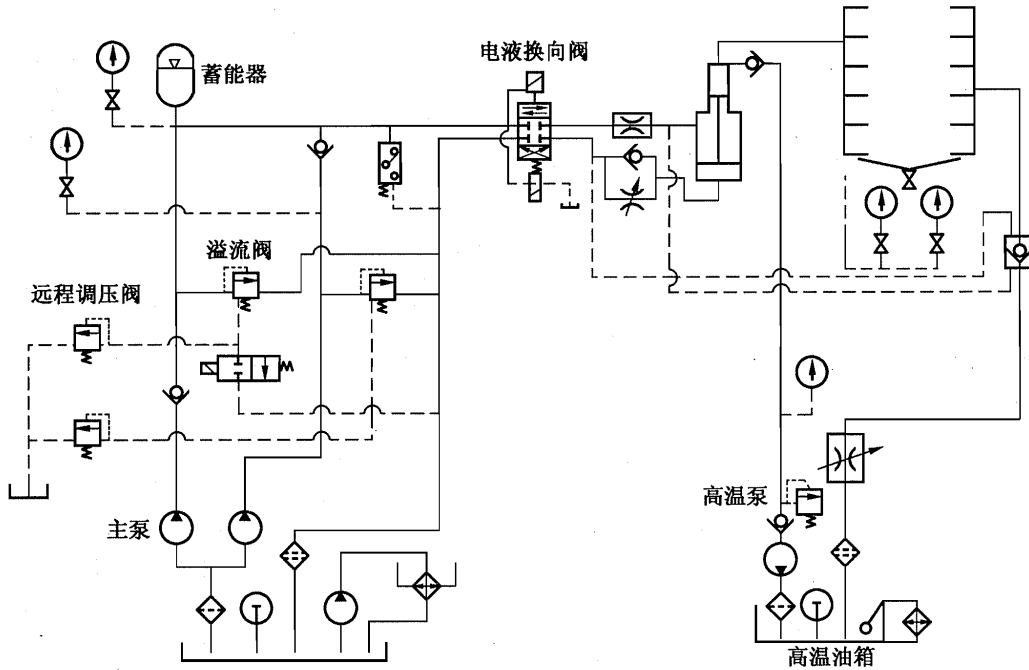 电液换向阀
蓄能器
溢流阀
远程调压阀
主泵
高温泵
高温油箱